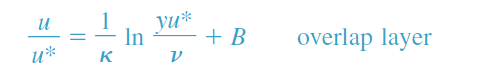 u/u* = 1/κ ln yu*/ν + B overlap layer